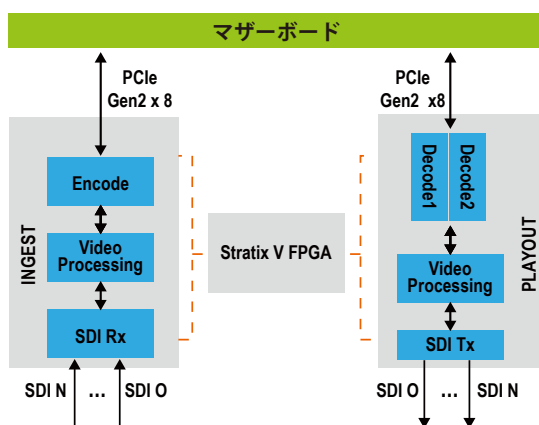 マザーボード
PCIe
Gen2 x 8
PCIe
Gen2 x8
INGEST
Encode
Video
Processing
SDI Rx
Stratix V FPGA
Decode1
Decode2
Video
Processing
SDI Tx
PLAYOUT
SDI N ... SDI O
SDI O ... SDI N